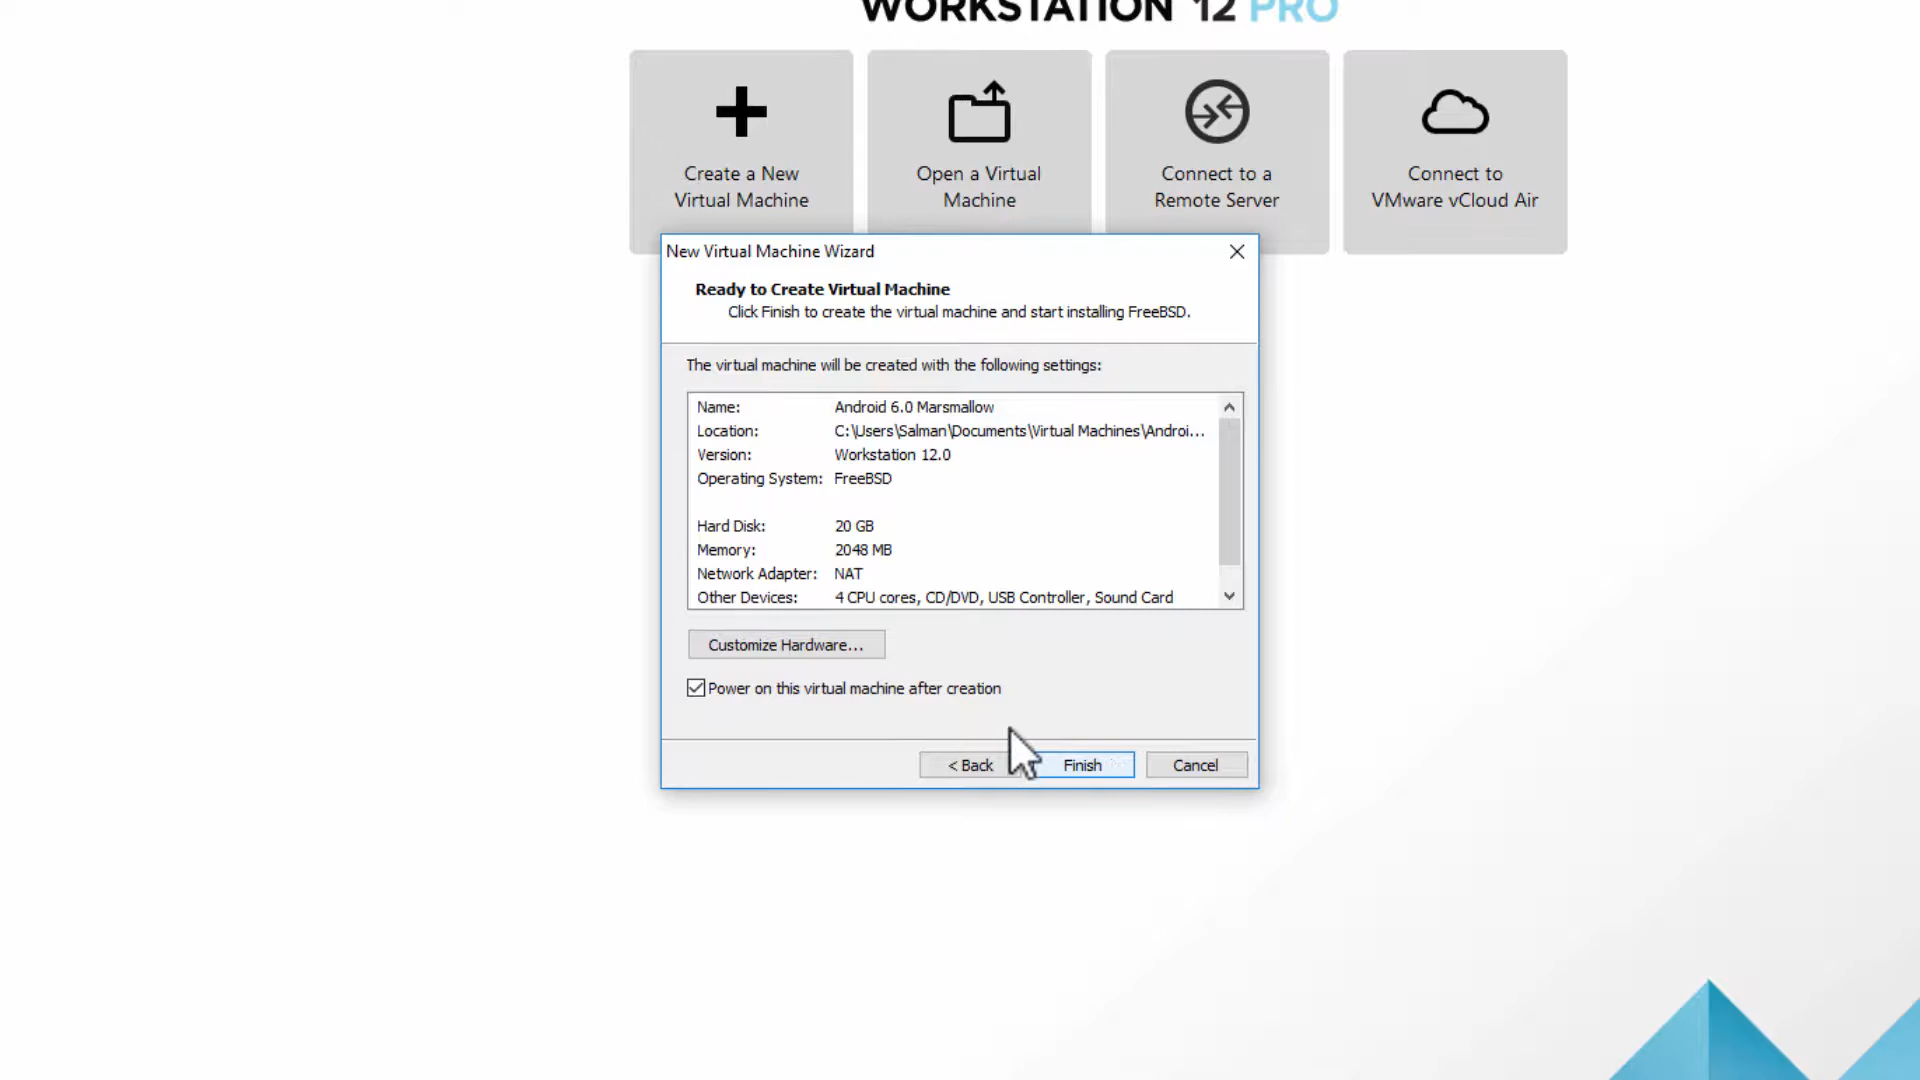 WORKSTATION 12 PRO
Create a New
Virtual Machine
Open a Virtual
Machine
Connect to a
Remote Server
Connect to
VMware vCloud Air
New Virtual Machine Wizard
Ready to Create Virtual Machine
Click Finish to create the virtual machine and start installing FreeBSD.
The virtual machine will be created with the following settings:
Name: Android 6.0 Marsmallow
Location: C:\Users\Salman\Documents\Virtual Machines\Androi...
Version: Workstation 12.0
Operating System: FreeBSD
Hard Disk: 20 GB
Memory: 2048 MB
Network Adapter: NAT
Other Devices: 4 CPU cores, CD/DVD, USB Controller, Sound Card
Customize Hardware...
Power on this virtual machine after creation
< Back Finish Cancel